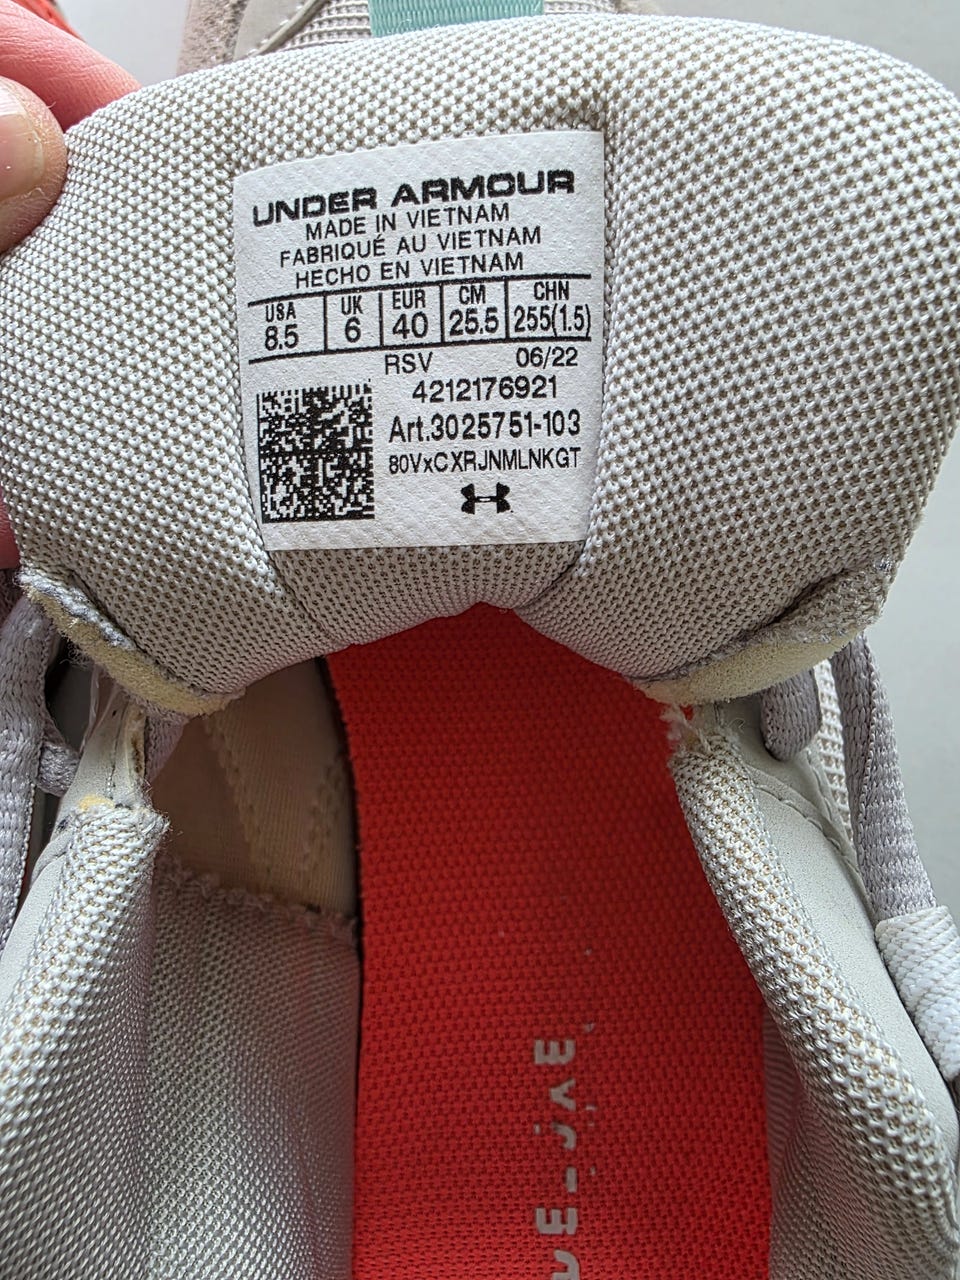 UNDER ARMOUR
MADE IN VIETNAM
FABRIQUÉ AU VIETNAM
HECHO EN VIETNAM
USA UK EUR CM CHN
8.5 6 40 25.5 255(1.5)
RSV 06/22
4212176921
Art.3025751-103
80VxCXRJNMLNKGT